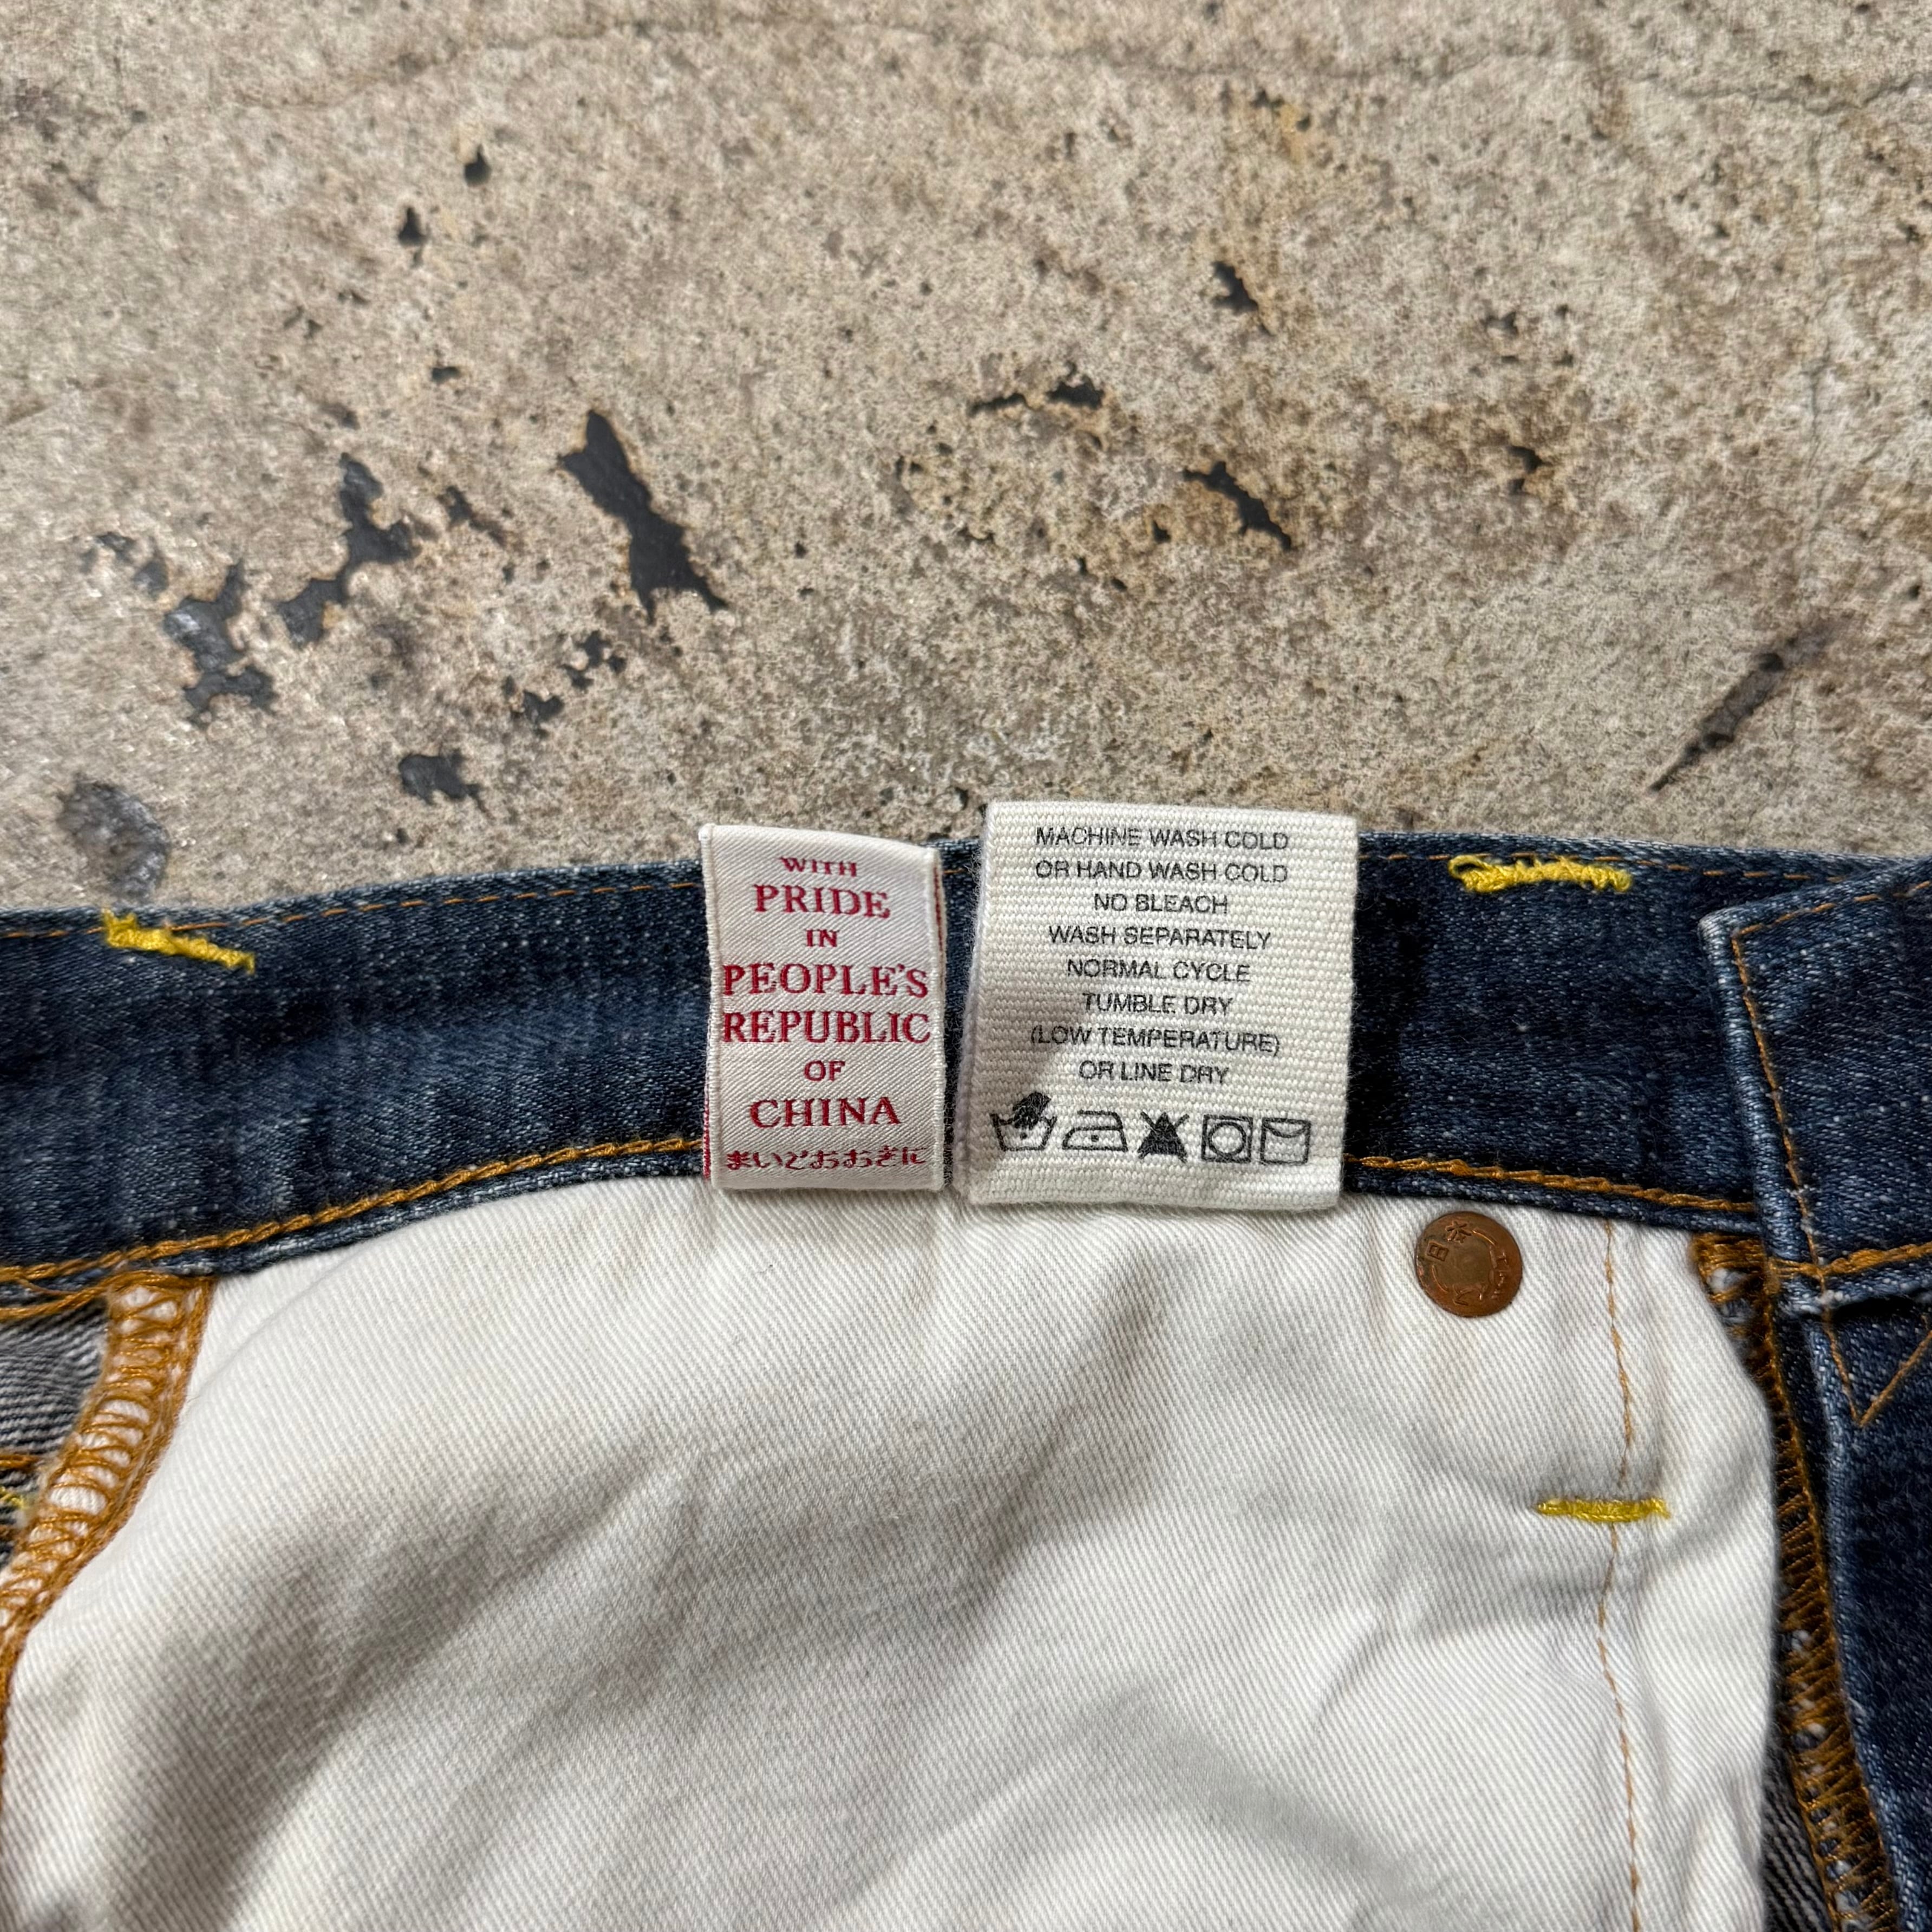 WITH
PRIDE
IN
PEOPLE'S
REPUBLIC
OF
CHINA
まいどおおきに
MACHINE WASH COLD
OR HAND WASH COLD
NO BLEACH
WASH SEPARATELY
NORMAL CYCLE
TUMBLE DRY
(LOW TEMPERATURE)
OR LINE DRY